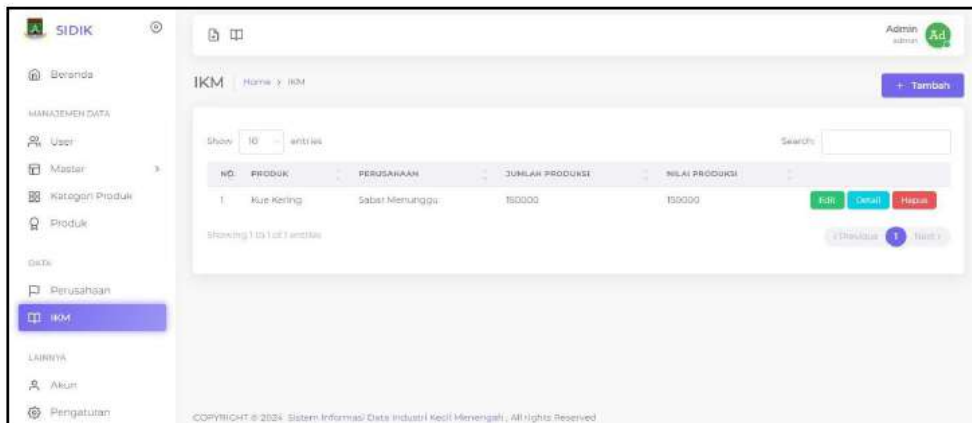 SIDIK
Beranda
MANAJEMEN DATA
User
Master
Kategori Produk
Produk
DATA
Perusahaan
IKM
LAINNYA
Akun
Pengaturan
Admin
admin
Ad
IKM Home > IKM
+ Tambah
Show 10 entries Search:
NO. PRODUK PERUSAHAAN JUMLAH PRODUKSI NILAI PRODUKSI
1 Kue Kering Sabar Menunggu 150000 150000 Edit Detail Hapus
Showing 1 to 1 of 1 entries
‹ Previous 1 Next ›
COPYRIGHT © 2024 Sistem Informasi Data Industri Kecil Menengah , All rights Reserved